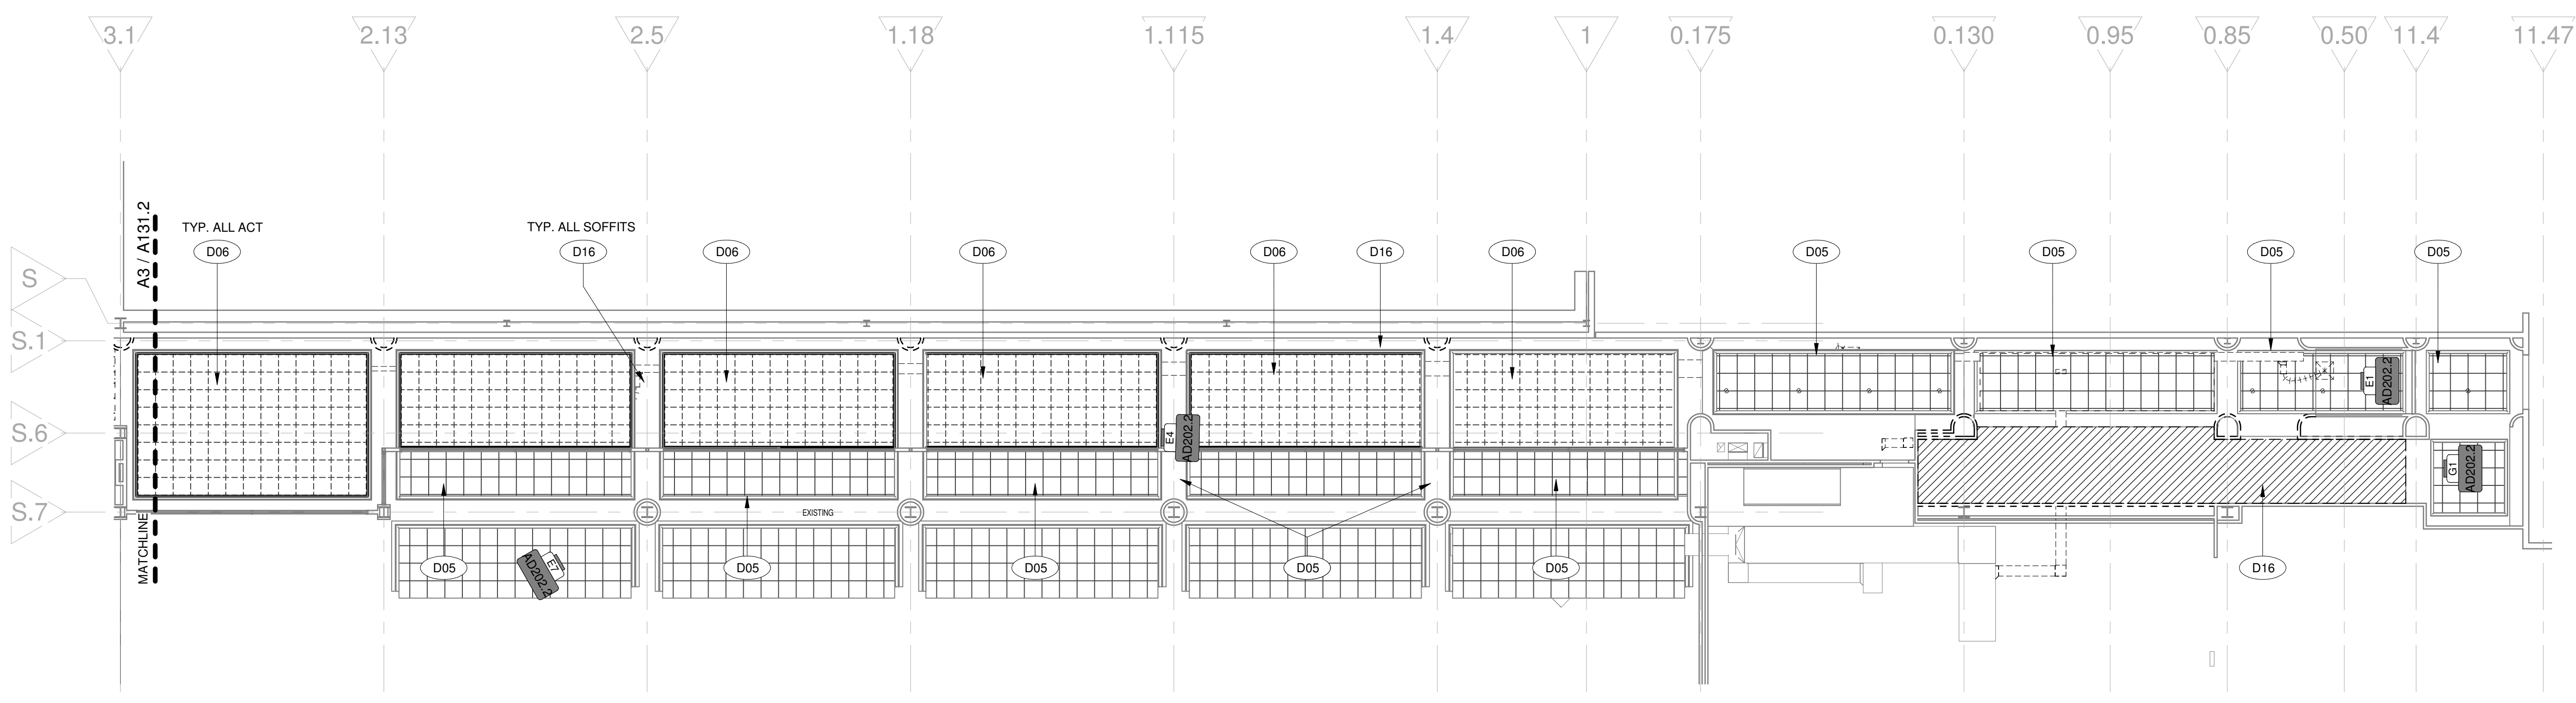 3.1
2.13
2.5
1.18
1.115
1.4
1
0.175
0.130
0.95
0.85
0.50
11.4
11.47
A3 / A131.2
TYP. ALL ACT
TYP. ALL SOFFITS
D06
D16
D06
D06
D06
D16
D06
D05
D05
D05
D05
S
S.1
S.6
S.7
E1
AD202.2
E4
AD202.2
G1
AD202.2
EXISTING
MATCHLINE
D05
E7
AD202.2
D05
D05
D05
D05
D16